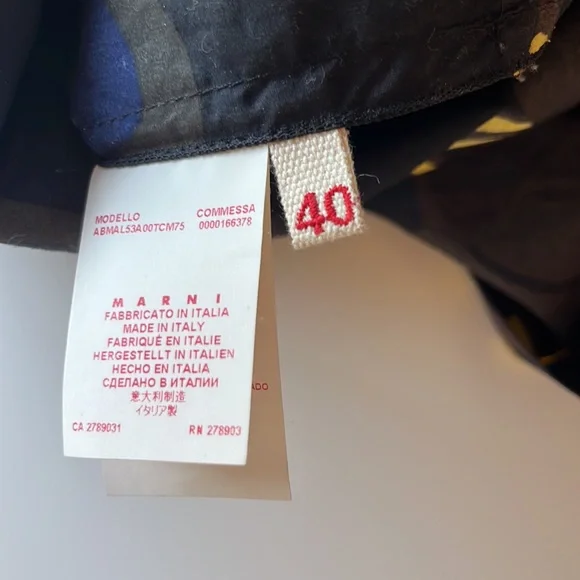 MODELLO
ABMAL53A00TCM75
COMMESSA
0000166378
40
MARNI
FABBRICATO IN ITALIA
MADE IN ITALY
FABRIQUÉ EN ITALIE
HERGESTELLT IN ITALIEN
HECHO EN ITALIA
СДЕЛАНО В ИТАЛИИ
意大利制造
イタリア製
CA 2789031
RN 278903
ADO